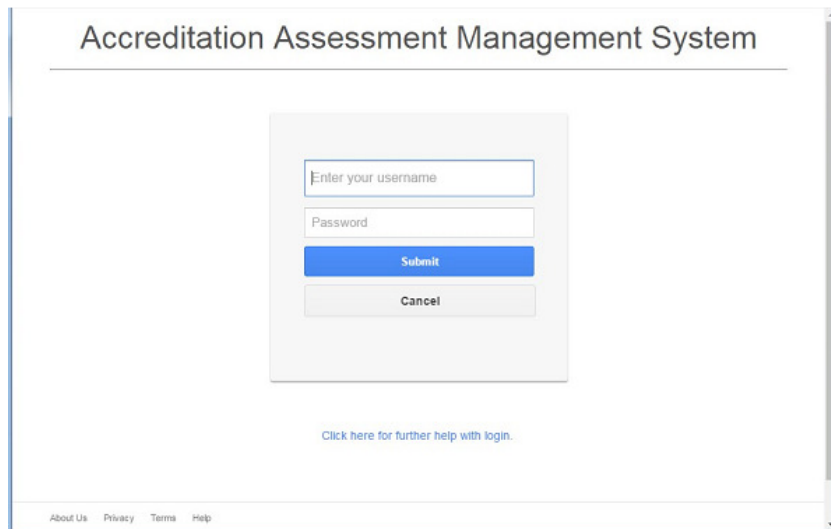 Accreditation Assessment Management System
Enter your username
Password
Submit
Cancel
Click here for further help with login.
About Us Privacy Terms Help